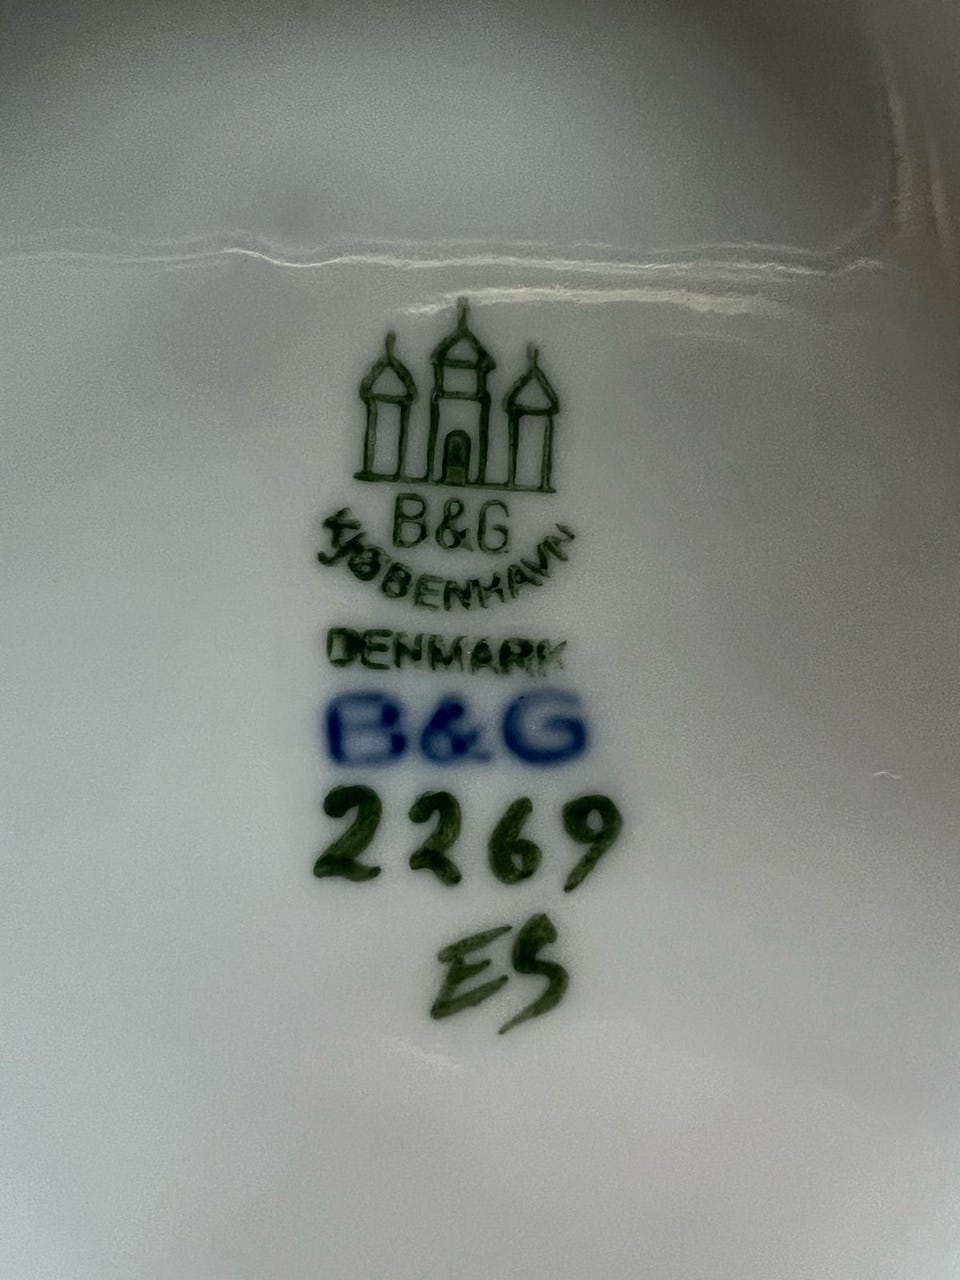 B&G
KJØBENHAVN
DENMARK
B&G
2269
ES